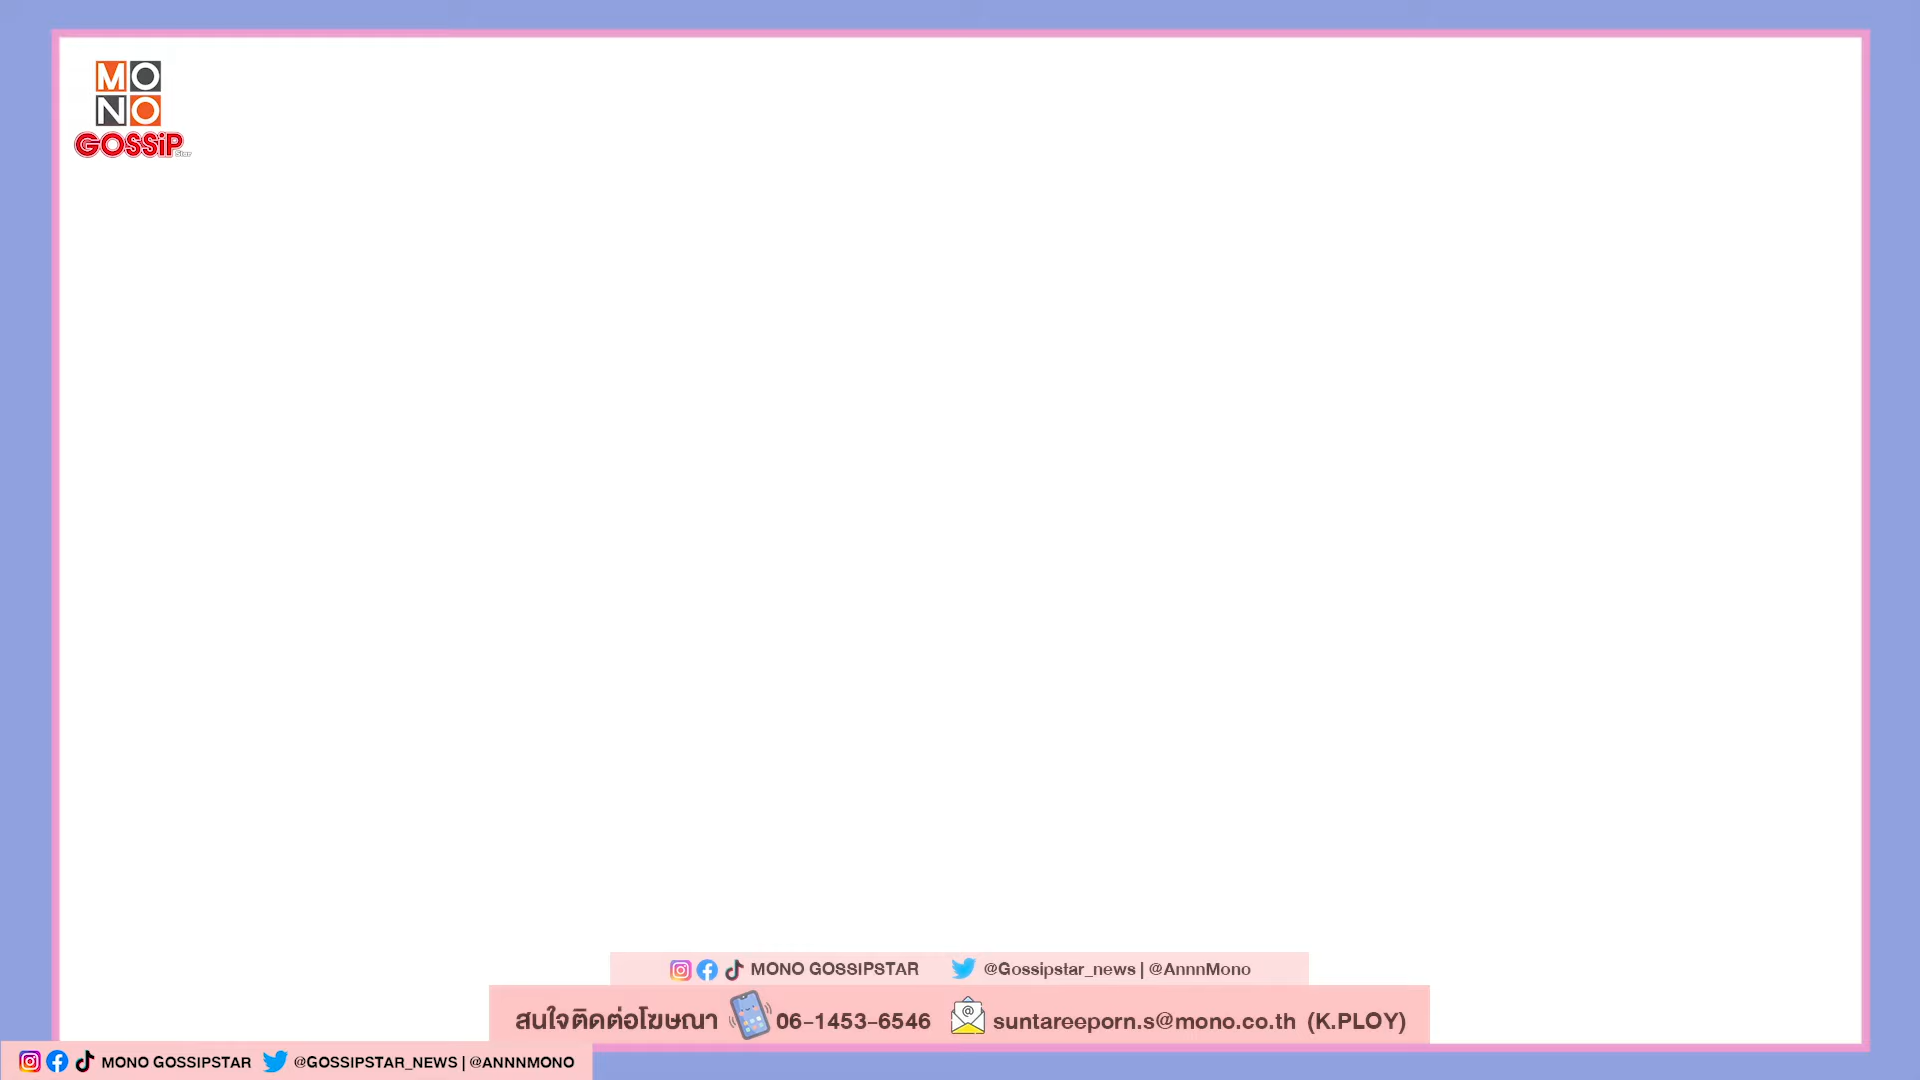 MO
NO
GOSSiP
Star
MONO GOSSIPSTAR @Gossipstar_news | @AnnnMono
สนใจติดต่อโฆษณา 06-1453-6546 @ suntareeporn.s@mono.co.th (K.PLOY)
MONO GOSSIPSTAR @GOSSIPSTAR_NEWS | @ANNNMONO